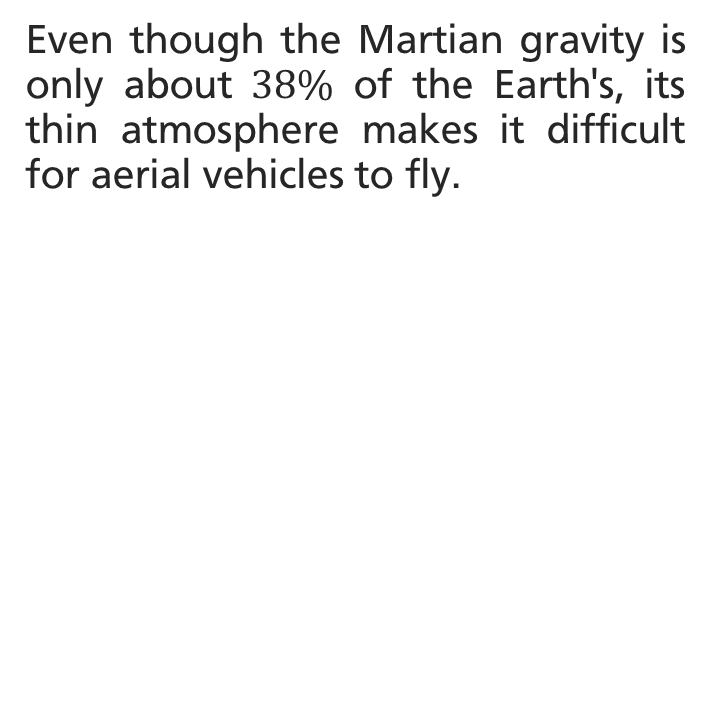 Even though the Martian gravity is
only about 38% of the Earth's, its
thin atmosphere makes it difficult
for aerial vehicles to fly.